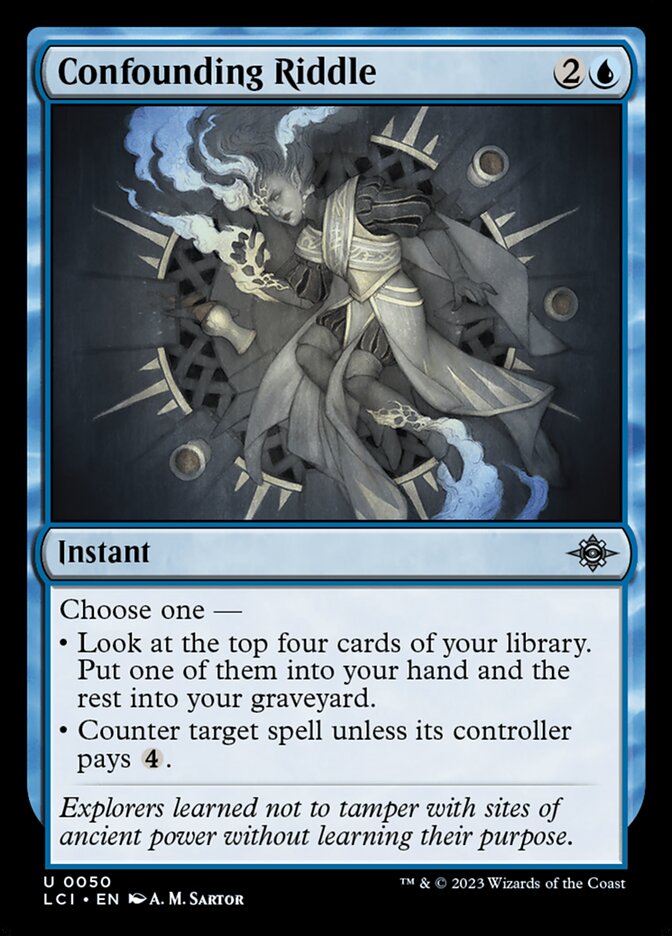 Confounding Riddle 2
Instant
Choose one —
• Look at the top four cards of your library.
Put one of them into your hand and the
rest into your graveyard.
• Counter target spell unless its controller
pays 4.
Explorers learned not to tamper with sites of
ancient power without learning their purpose.
U 0050
LCI • EN A. M. Sartor
™ & © 2023 Wizards of the Coast